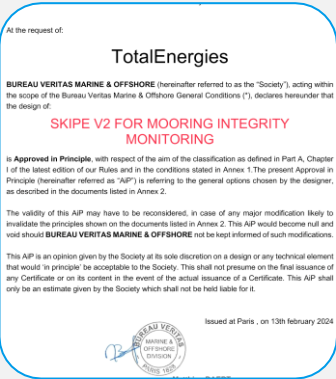 At the request of:
TotalEnergies
BUREAU VERITAS MARINE & OFFSHORE (hereinafter referred to as the "Society"), acting within
the scope of the Bureau Veritas Marine & Offshore General Conditions (*), declares hereunder that
the design of:
SKIPE V2 FOR MOORING INTEGRITY
MONITORING
is Approved in Principle, with respect of the aim of the classification as defined in Part A, Chapter
I of the latest edition of our Rules and in the conditions stated in Annex 1.The present Approval in
Principle (hereinafter referred as "AiP") is referring to the general options chosen by the designer,
as described in the documents listed in Annex 2.
The validity of this AiP may have to be reconsidered, in case of any major modification likely to
invalidate the principles shown on the documents listed in Annex 2. This AiP would become null and
void should BUREAU VERITAS MARINE & OFFSHORE not be kept informed of such modifications.
This AiP is an opinion given by the Society at its sole discretion on a design or any technical element
that would 'in principle' be acceptable to the Society. This shall not presume on the final issuance of
any Certificate or on its content in the event of the actual issuance of a Certificate. This AiP shall
only be an estimate given by the Society which shall not be held liable for it.
Issued at Paris , on 13th february 2024
BUREAU VERITAS
MARINE &
OFFSHORE
DIVISION
PARIS 1828